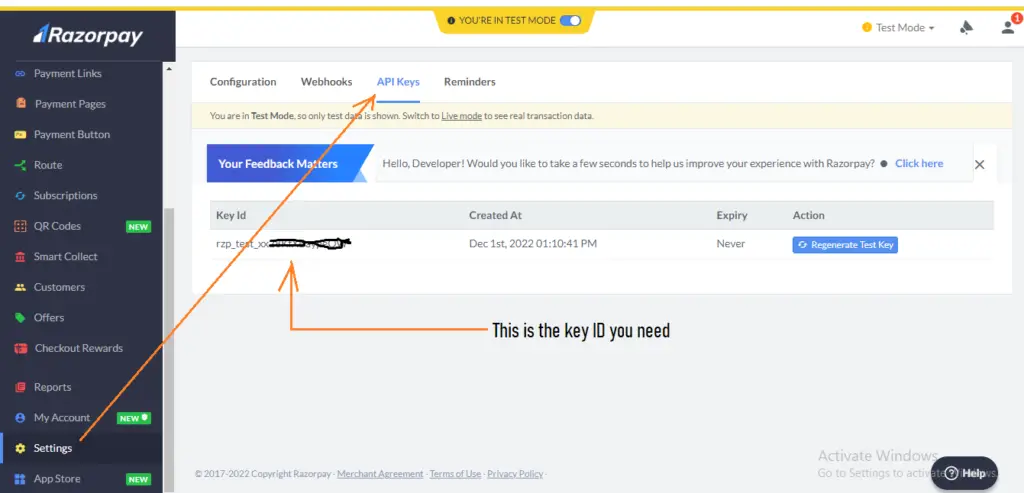 YOU'RE IN TEST MODE
Razorpay
Test Mode
1
Payment Links
Payment Pages
Payment Button
Route
Subscriptions
QR Codes NEW
Smart Collect
Customers
Offers
Checkout Rewards
Reports
My Account NEW
Settings
App Store NEW
Configuration Webhooks API Keys Reminders
You are in Test Mode, so only test data is shown. Switch to Live mode to see real transaction data.
Your Feedback Matters Hello, Developer! Would you like to take a few seconds to help us improve your experience with Razorpay? Click here
Key Id Created At Expiry Action
rzp_test_ Dec 1st, 2022 01:10:41 PM Never Regenerate Test Key
This is the key ID you need
Activate Windows
Go to Settings to activate Windows.
© 2017-2022 Copyright Razorpay · Merchant Agreement · Terms of Use · Privacy Policy ·
Help